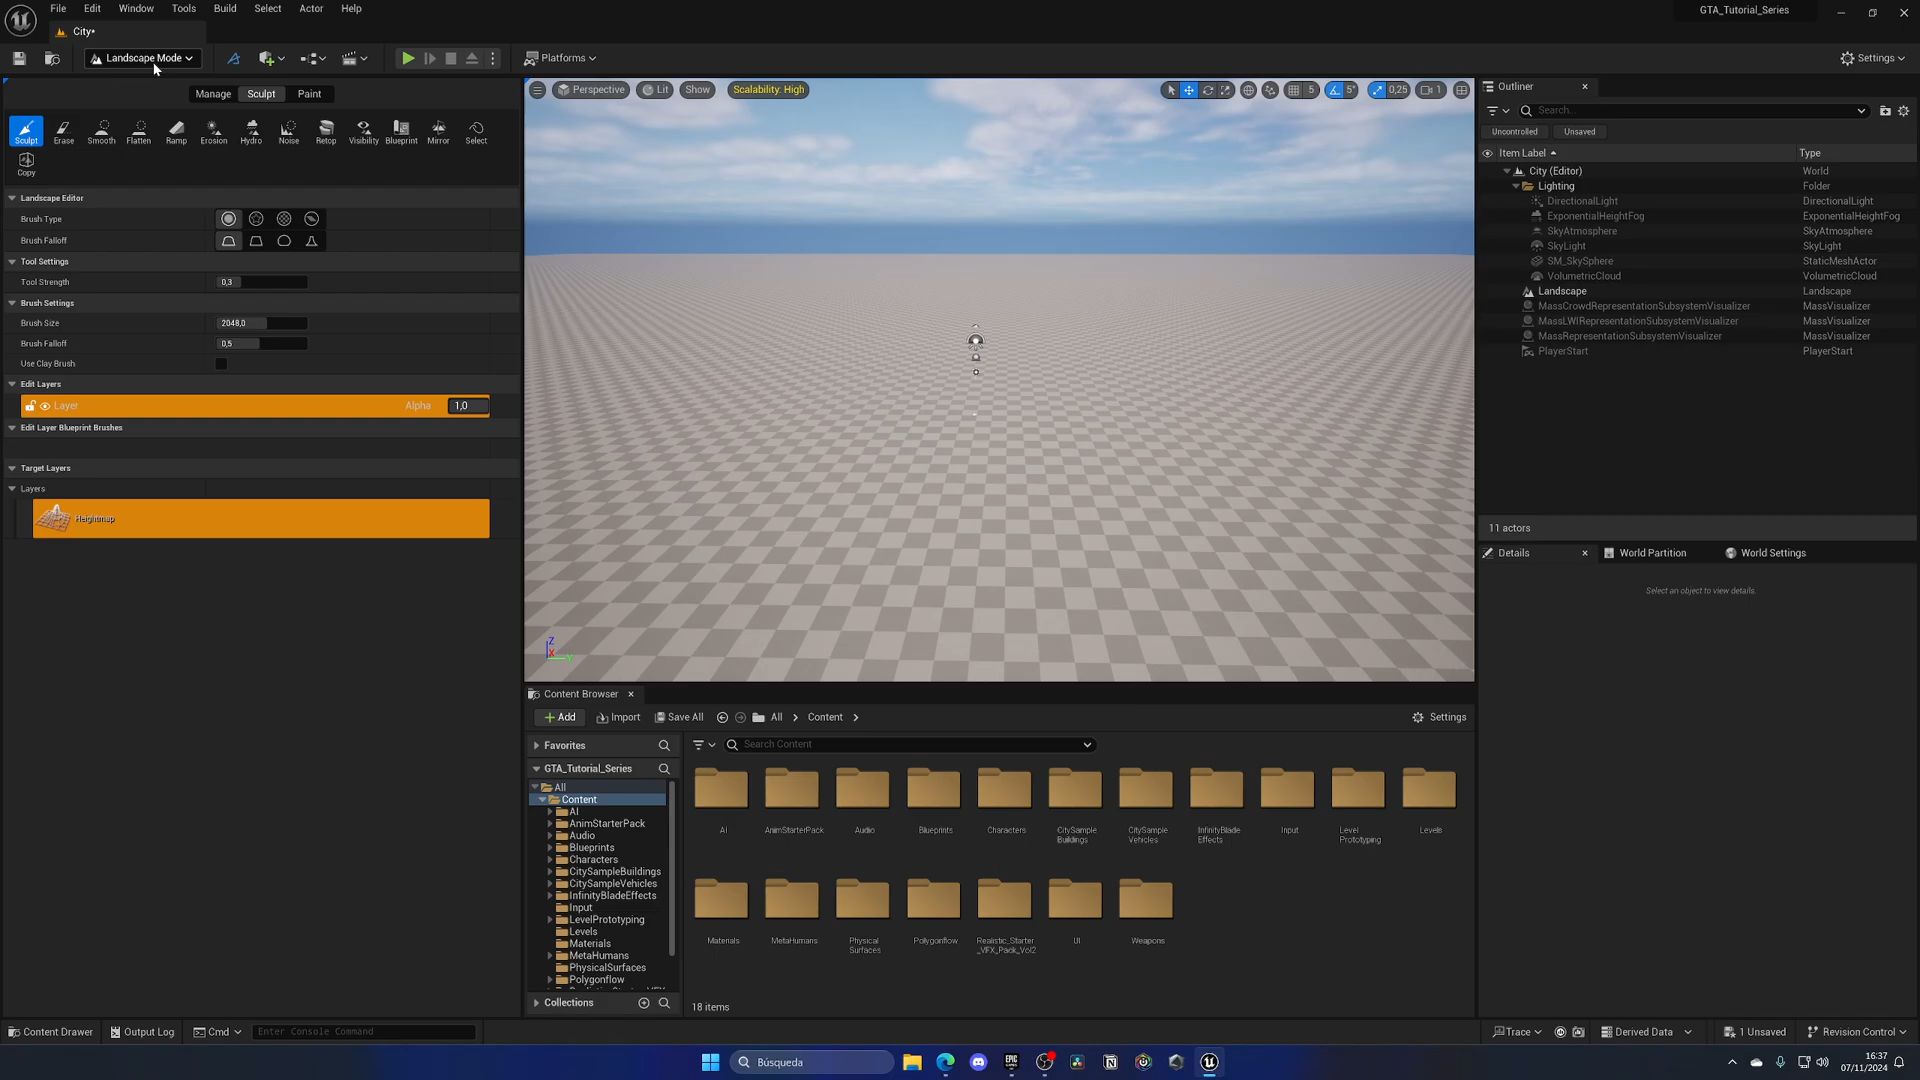 File Edit Window Tools Build Select Actor Help
GTA_Tutorial_Series
City•
Landscape Mode
Platforms
Settings
Manage Sculpt Paint
Sculpt Erase Smooth Flatten Ramp Erosion Hydro Noise Retop Visibility Blueprint Mirror Select
Copy
Landscape Editor
Brush Type
Brush Falloff
Tool Settings
Tool Strength 0,3
Brush Settings
Brush Size 2048,0
Brush Falloff 0,5
Use Clay Brush
Edit Layers
Layer Alpha 1,0
Edit Layer Blueprint Brushes
Target Layers
Layers
Heightmap
Perspective Lit Show Scalability: High 5 5° 0,25 1
Z
X
Y
Outliner
Search...
Uncontrolled Unsaved
Item Label Type
City (Editor) World
Lighting Folder
DirectionalLight DirectionalLight
ExponentialHeightFog ExponentialHeightFog
SkyAtmosphere SkyAtmosphere
SkyLight SkyLight
SM_SkySphere StaticMeshActor
VolumetricCloud VolumetricCloud
Landscape Landscape
MassCrowdRepresentationSubsystemVisualizer MassVisualizer
MassLWIRepresentationSubsystemVisualizer MassVisualizer
MassRepresentationSubsystemVisualizer MassVisualizer
PlayerStart PlayerStart
11 actors
Details World Partition World Settings
Select an object to view details.
Content Browser
Add Import Save All All Content Settings
Favorites
Search Content
GTA_Tutorial_Series
All
Content
AI
AnimStarterPack
Audio
Blueprints
Characters
CitySampleBuildings
CitySampleVehicles
InfinityBladeEffects
Input
LevelPrototyping
Levels
Materials
MetaHumans
PhysicalSurfaces
Polygonflow
Collections
AI AnimStarterPack Audio Blueprints Characters CitySample CitySample InfinityBlade Input Level Levels
Buildings Vehicles Effects Prototyping
Materials MetaHumans Physical Polygonflow Realistic_Starter UI Weapons
Surfaces _VFX_Pack_Vol2
18 items
Content Drawer Output Log Cmd Enter Console Command
Trace Derived Data 1 Unsaved Revision Control
Búsqueda
EPIC GAMES
16:37
07/11/2024